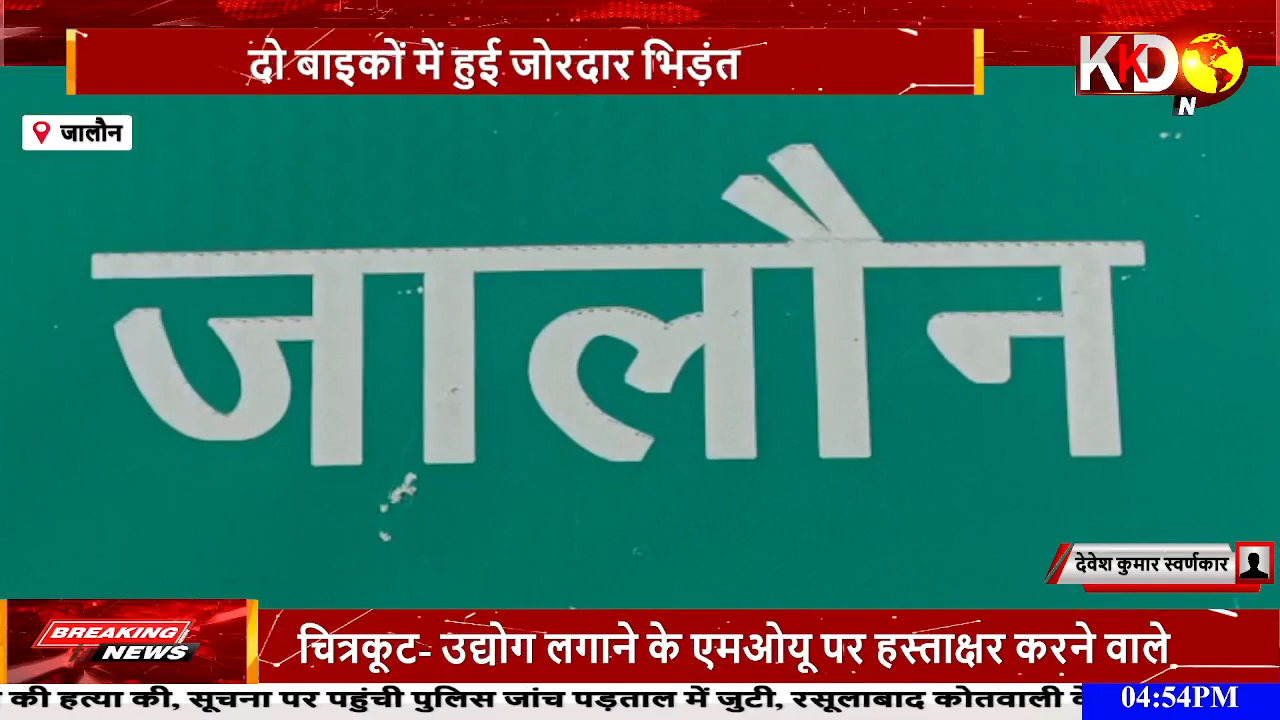 दो बाइकों में हुई जोरदार भिड़ंत
KKD
N
जालौन
जालौन
देवेश कुमार स्वर्णकार
BREAKING
NEWS
चित्रकूट- उद्योग लगाने के एमओयू पर हस्ताक्षर करने वाले
की हत्या की, सूचना पर पहुंची पुलिस जांच पड़ताल में जुटी, रसूलाबाद कोतवाली
04:54PM